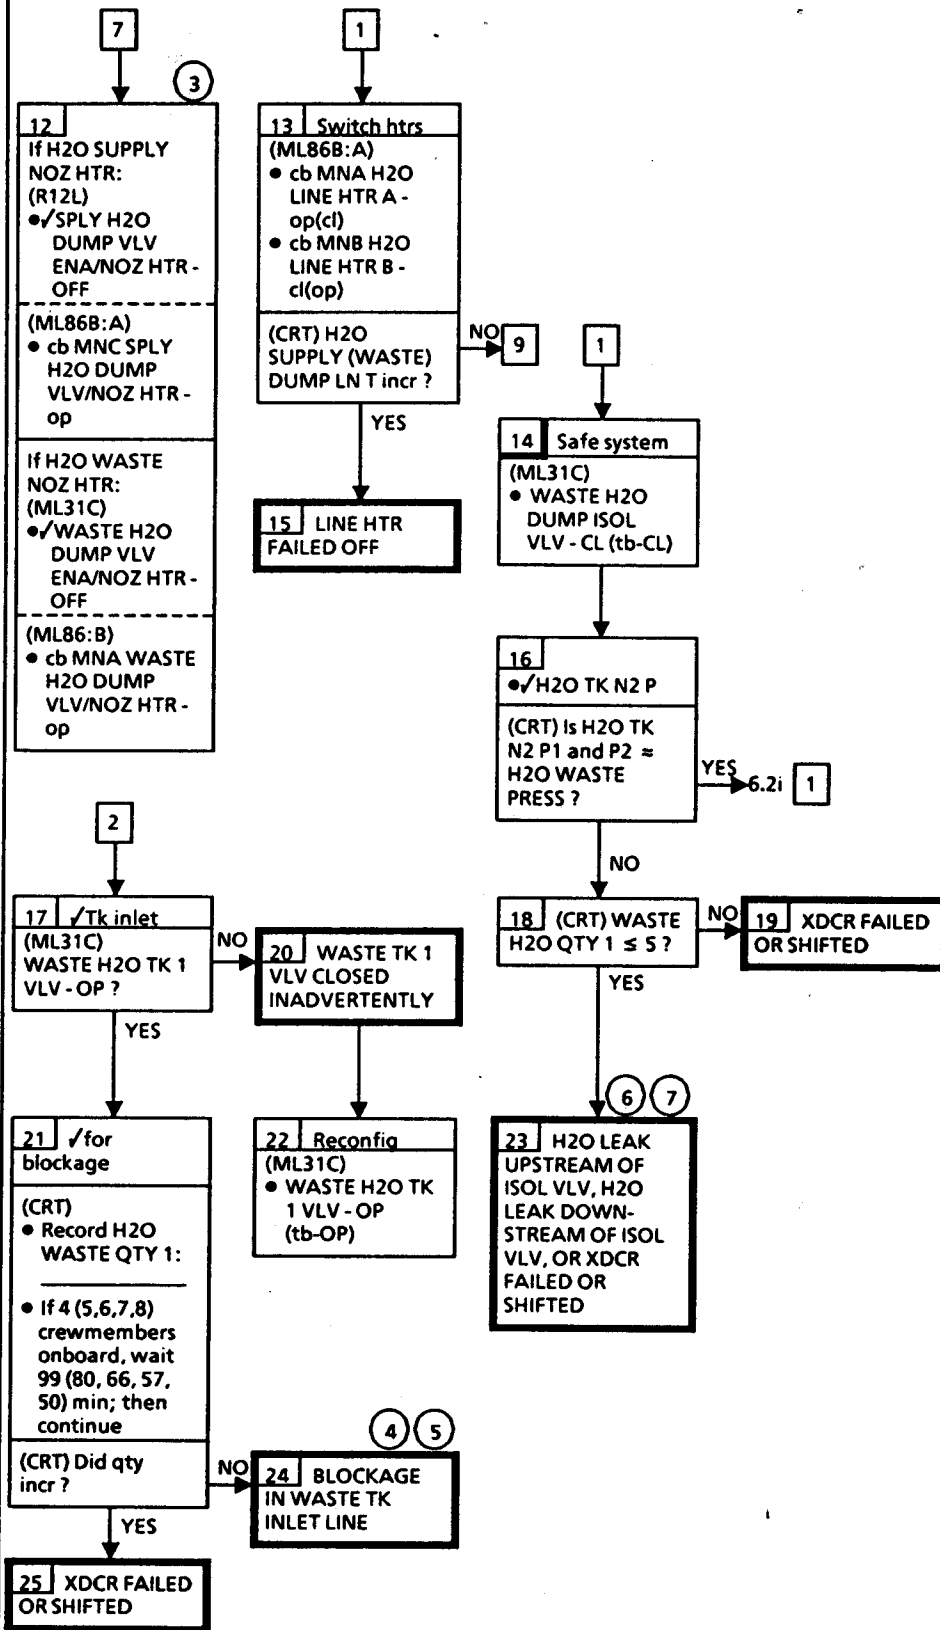 7
3
12
If H2O SUPPLY
NOZ HTR:
(R12L)
●✓SPLY H2O
DUMP VLV
ENA/NOZ HTR -
OFF
(ML86B:A)
● cb MNC SPLY
H2O DUMP
VLV/NOZ HTR -
op
If H2O WASTE
NOZ HTR:
(ML31C)
●✓WASTE H2O
DUMP VLV
ENA/NOZ HTR -
OFF
(ML86:B)
● cb MNA WASTE
H2O DUMP
VLV/NOZ HTR -
op
1
13 Switch htrs
(ML86B:A)
● cb MNA H2O
LINE HTR A -
op(cl)
● cb MNB H2O
LINE HTR B -
cl(op)
(CRT) H2O
SUPPLY (WASTE)
DUMP LN T incr ?
NO
9
YES
15 LINE HTR
FAILED OFF
1
14 Safe system
(ML31C)
● WASTE H2O
DUMP ISOL
VLV - CL (tb-CL)
16
●✓H2O TK N2 P
(CRT) Is H2O TK
N2 P1 and P2 ≈
H2O WASTE
PRESS ?
YES
6.2i 1
NO
18 (CRT) WASTE
H2O QTY 1 ≤ 5 ?
NO
19 XDCR FAILED
OR SHIFTED
YES
6 7
23 H2O LEAK
UPSTREAM OF
ISOL VLV, H2O
LEAK DOWN-
STREAM OF ISOL
VLV, OR XDCR
FAILED OR
SHIFTED
2
17 ✓Tk inlet
(ML31C)
WASTE H2O TK 1
VLV - OP ?
NO
20 WASTE TK 1
VLV CLOSED
INADVERTENTLY
22 Reconfig
(ML31C)
● WASTE H2O TK
1 VLV - OP
(tb-OP)
YES
21 ✓for
blockage
(CRT)
● Record H2O
WASTE QTY 1:
● If 4 (5,6,7,8)
crewmembers
onboard, wait
99 (80, 66, 57,
50) min; then
continue
(CRT) Did qty
incr ?
NO
4 5
24 BLOCKAGE
IN WASTE TK
INLET LINE
YES
25 XDCR FAILED
OR SHIFTED